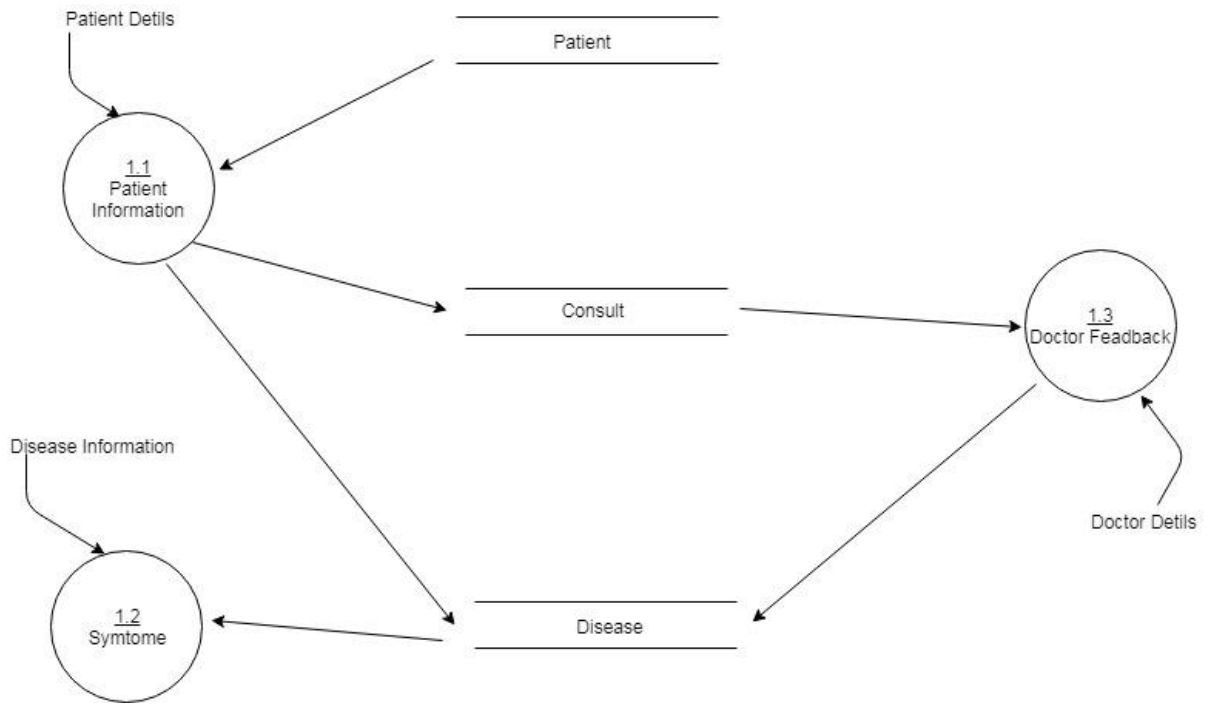 Patient Detils
Patient
1.1
Patient
Information
Consult
1.3
Doctor Feadback
Disease Information
Doctor Detils
1.2
Symtome
Disease